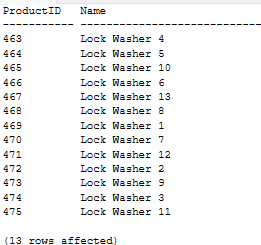 ProductID   Name
----------- --------------------------
463         Lock Washer 4
464         Lock Washer 5
465         Lock Washer 10
466         Lock Washer 6
467         Lock Washer 13
468         Lock Washer 8
469         Lock Washer 1
470         Lock Washer 7
471         Lock Washer 12
472         Lock Washer 2
473         Lock Washer 9
474         Lock Washer 3
475         Lock Washer 11
(13 rows affected)